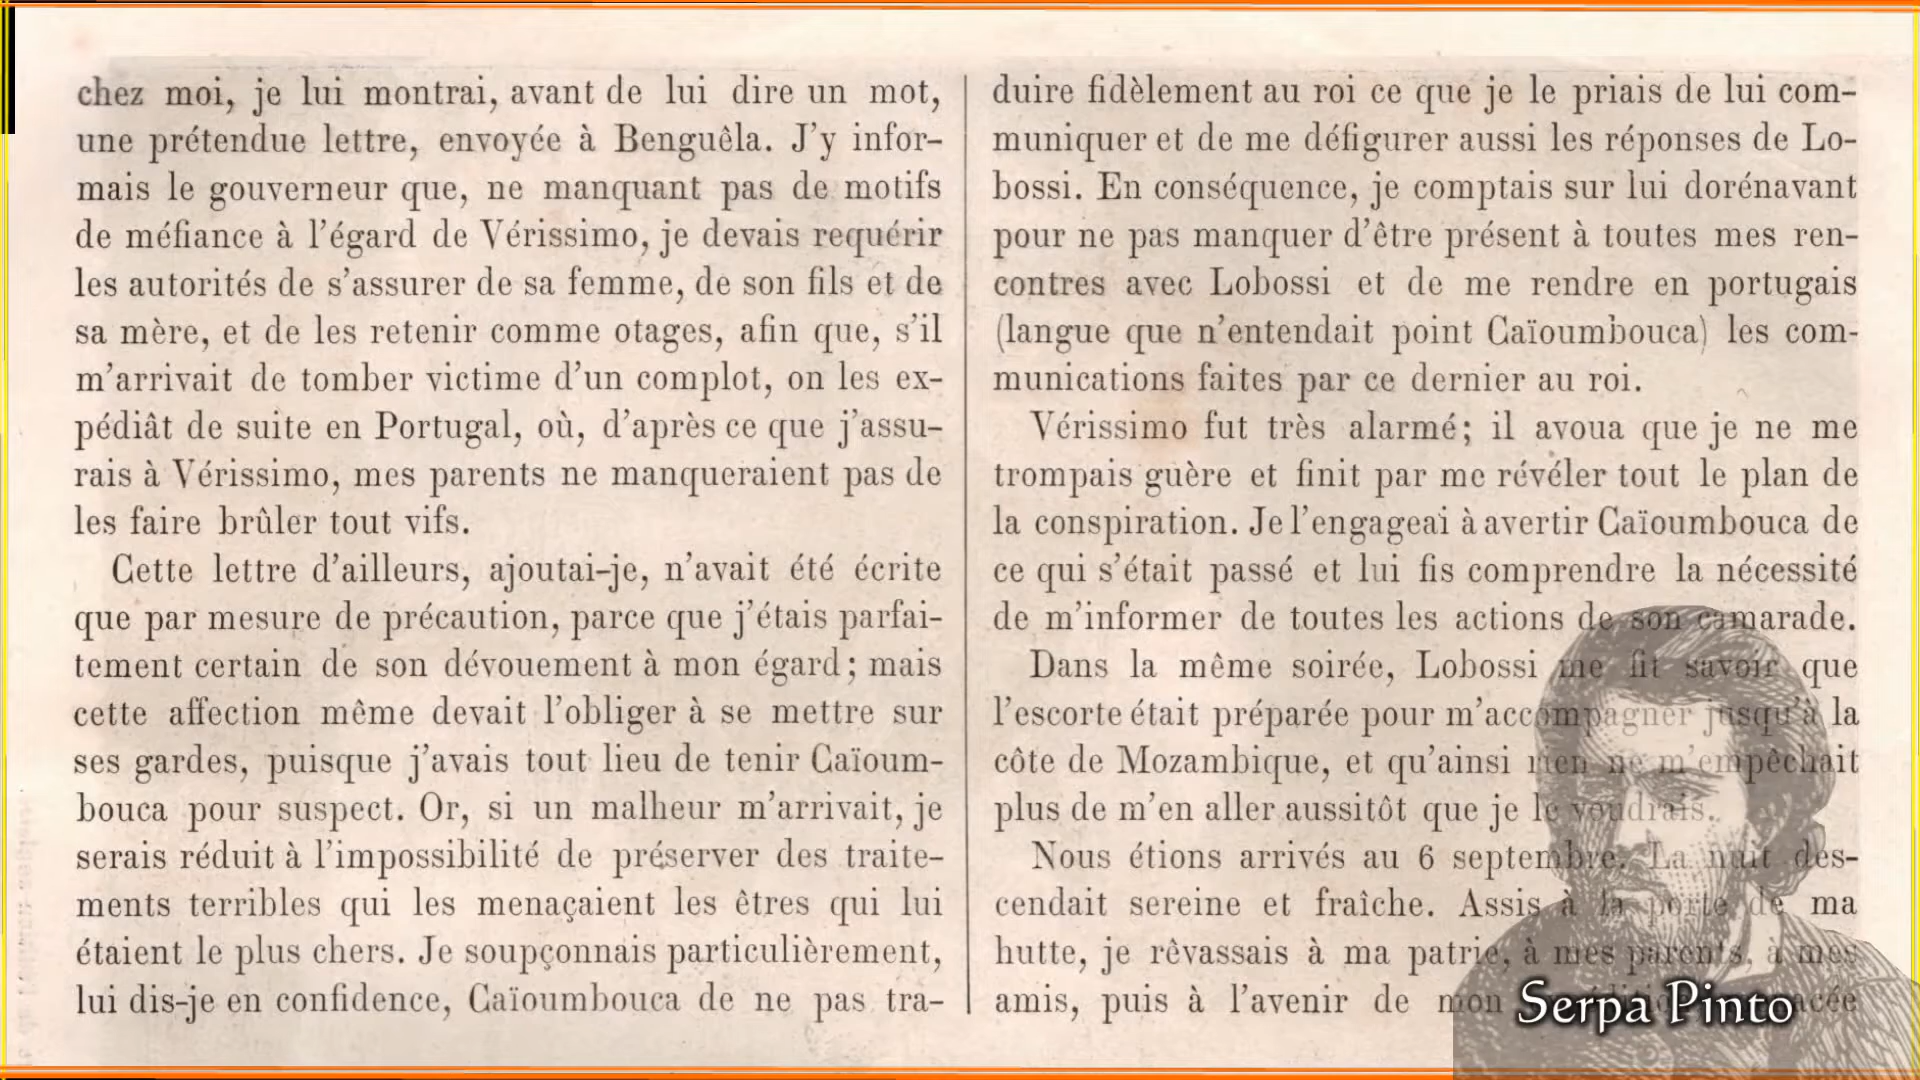 chez moi, je lui montrai, avant de lui dire un mot,
une prétendue lettre, envoyée à Benguêla. J'y infor-
mais le gouverneur que, ne manquant pas de motifs
de méfiance à l'égard de Vérissimo, je devais requérir
les autorités de s'assurer de sa femme, de son fils et de
sa mère, et de les retenir comme otages, afin que, s'il
m'arrivait de tomber victime d'un complot, on les ex-
pédiât de suite en Portugal, où, d'après ce que j'assu-
rais à Vérissimo, mes parents ne manqueraient pas de
les faire brûler tout vifs.
Cette lettre d'ailleurs, ajoutai-je, n'avait été écrite
que par mesure de précaution, parce que j'étais parfai-
tement certain de son dévouement à mon égard; mais
cette affection même devait l'obliger à se mettre sur
ses gardes, puisque j'avais tout lieu de tenir Caïoum-
bouca pour suspect. Or, si un malheur m'arrivait, je
serais réduit à l'impossibilité de préserver des traite-
ments terribles qui les menaçaient les êtres qui lui
étaient le plus chers. Je soupçonnais particulièrement,
lui dis-je en confidence, Caïoumbouca de ne pas tra-
duire fidèlement au roi ce que je le priais de lui com-
muniquer et de me défigurer aussi les réponses de Lo-
bossi. En conséquence, je comptais sur lui dorénavant
pour ne pas manquer d'être présent à toutes mes ren-
contres avec Lobossi et de me rendre en portugais
(langue que n'entendait point Caïoumbouca) les com-
munications faites par ce dernier au roi.
Vérissimo fut très alarmé; il avoua que je ne me
trompais guère et finit par me révéler tout le plan de
la conspiration. Je l'engageai à avertir Caïoumbouca de
ce qui s'était passé et lui fis comprendre la nécessité
de m'informer de toutes les actions de son camarade.
Dans la même soirée, Lobossi me fit savoir que
l'escorte était préparée pour m'accompagner jusqu'à la
côte de Mozambique, et qu'ainsi rien ne m'empêchait
plus de m'en aller aussitôt que je le voudrais.
Nous étions arrivés au 6 septembre. La nuit des-
cendait sereine et fraîche. Assis à la porte de ma
hutte, je rêvassais à ma patrie, à mes parents, à mes
amis, puis à l'avenir de mon
Serpa Pinto